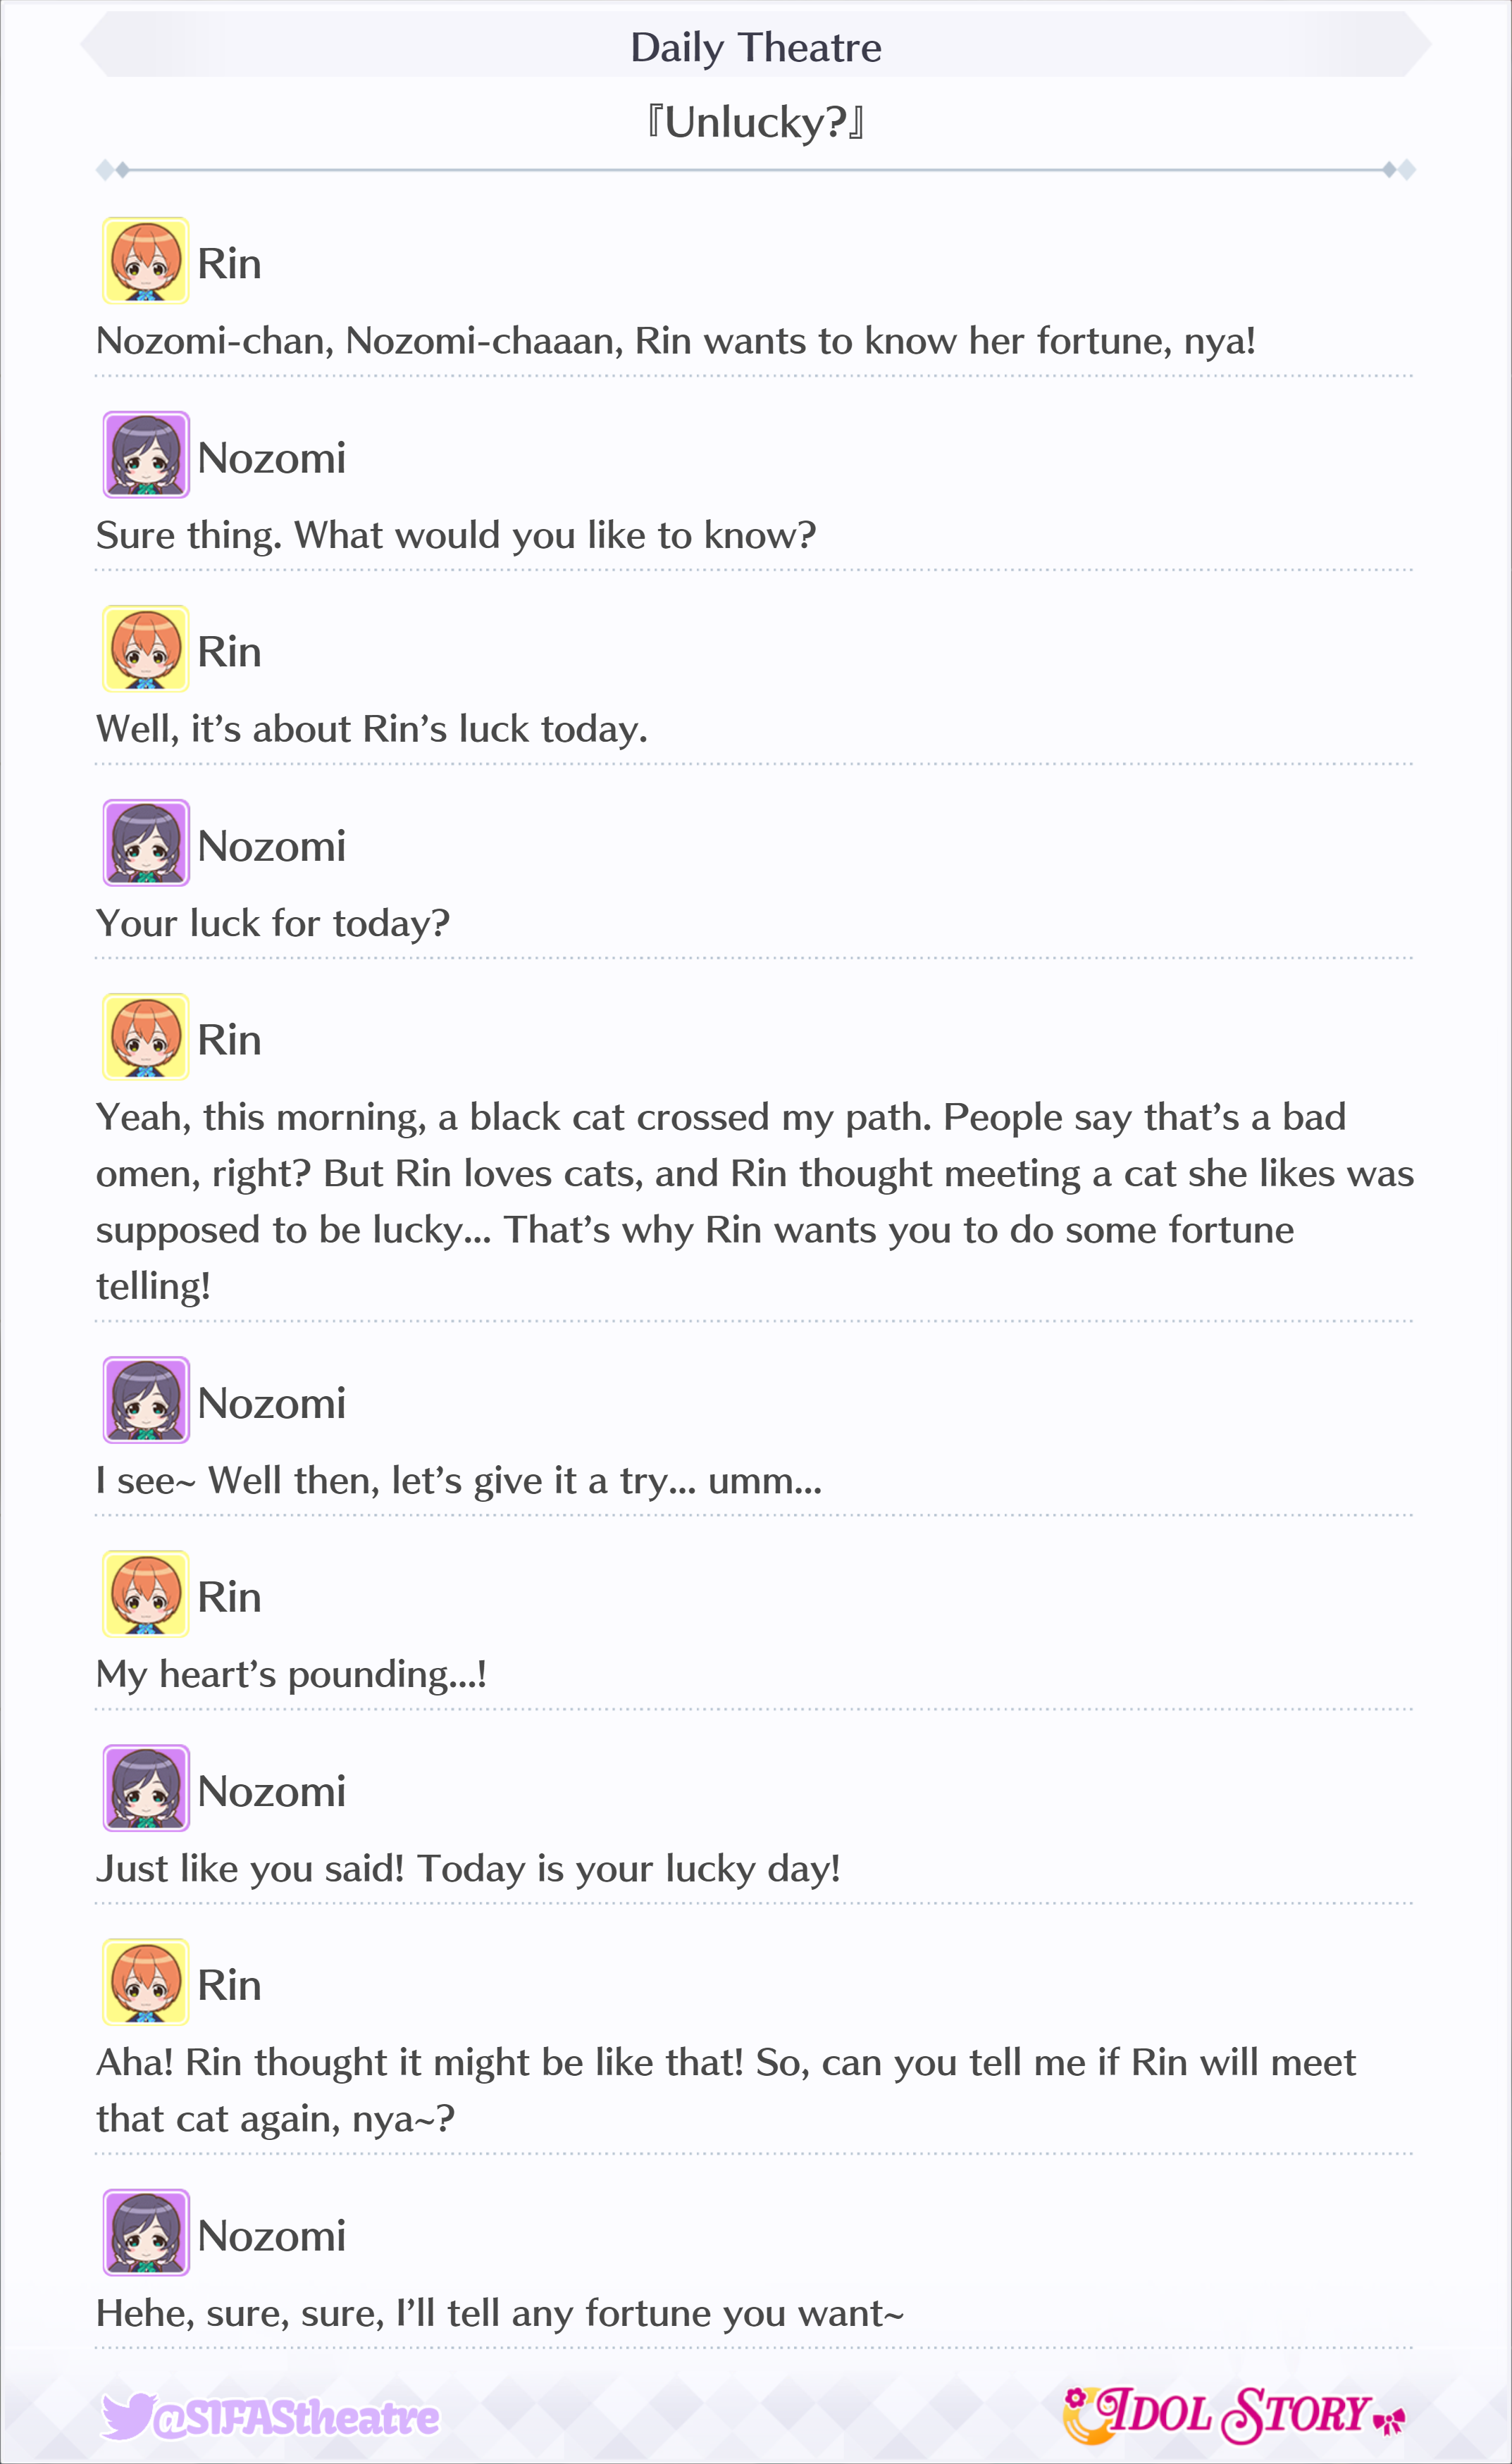 Daily Theatre
『Unlucky?』
Rin
Nozomi-chan, Nozomi-chaaan, Rin wants to know her fortune, nya!
Nozomi
Sure thing. What would you like to know?
Rin
Well, it’s about Rin’s luck today.
Nozomi
Your luck for today?
Rin
Yeah, this morning, a black cat crossed my path. People say that’s a bad
omen, right? But Rin loves cats, and Rin thought meeting a cat she likes was
supposed to be lucky... That’s why Rin wants you to do some fortune
telling!
Nozomi
I see~ Well then, let’s give it a try... umm...
Rin
My heart’s pounding...!
Nozomi
Just like you said! Today is your lucky day!
Rin
Aha! Rin thought it might be like that! So, can you tell me if Rin will meet
that cat again, nya~?
Nozomi
Hehe, sure, sure, I’ll tell any fortune you want~
@SIFAStheatre
IDOL STORY